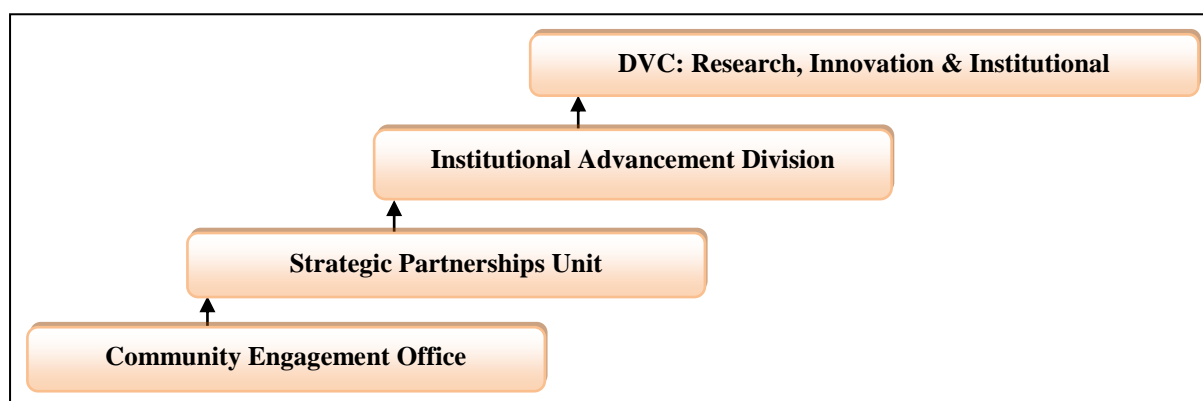 DVC: Research, Innovation & Institutional
Institutional Advancement Division
Strategic Partnerships Unit
Community Engagement Office